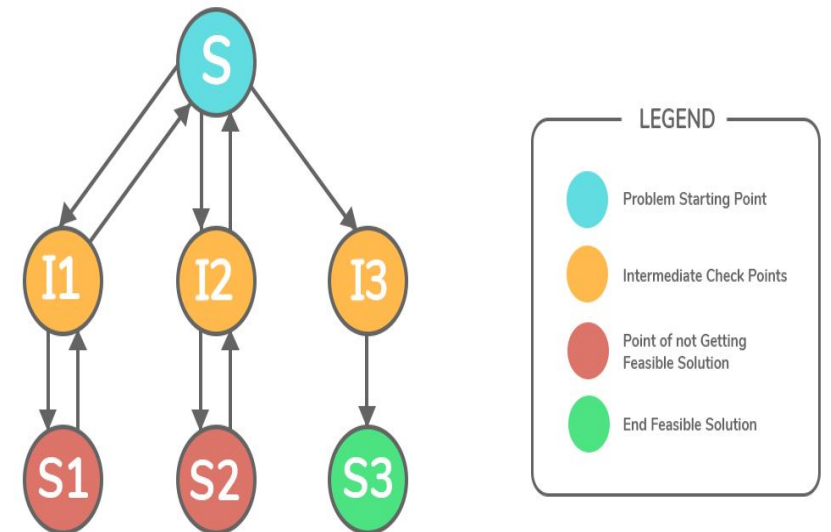 S
LEGEND
Problem Starting Point
I1
I2
I3
Intermediate Check Points
Point of not Getting
Feasible Solution
End Feasible Solution
S1
S2
S3